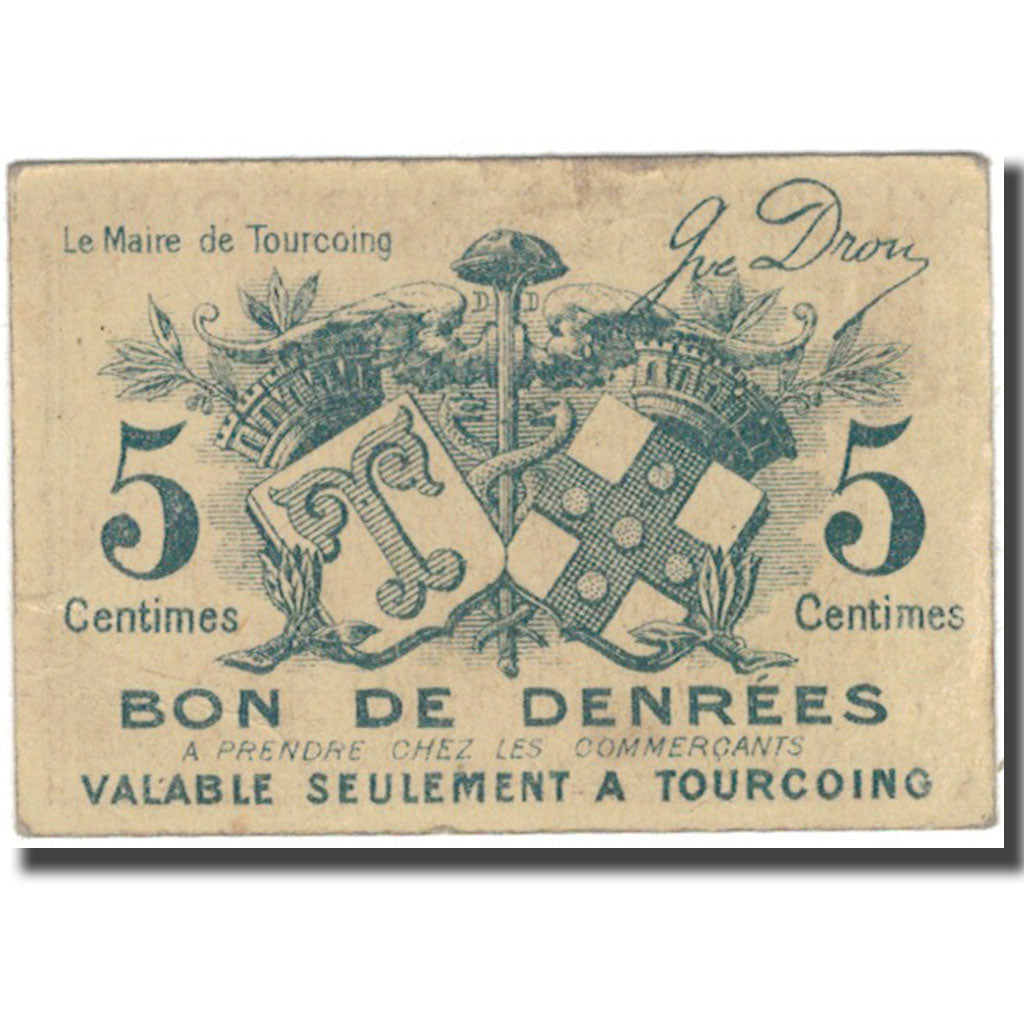 Le Maire de Tourcoing
Gve Dron
D D
T
5 5
Centimes Centimes
BON DE DENRÉES
A PRENDRE CHEZ LES COMMERÇANTS
VALABLE SEULEMENT A TOURCOING